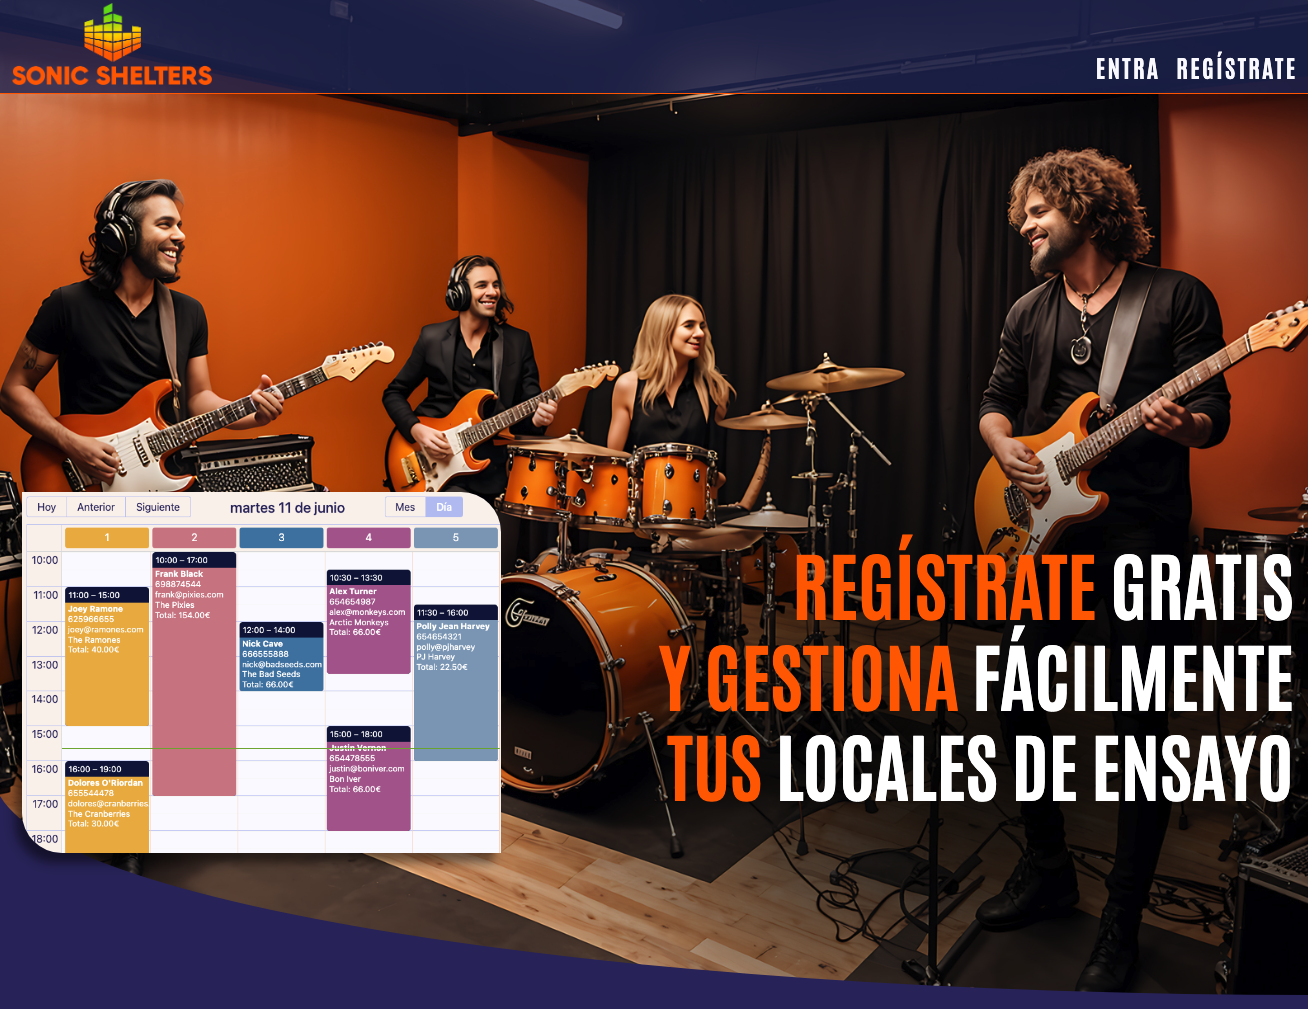 SONIC SHELTERS
ENTRA REGÍSTRATE
Hoy Anterior Siguiente martes 11 de junio Mes Día
1 2 3 4 5
10:00
11:00
12:00
13:00
14:00
15:00
16:00
17:00
18:00
11:00 – 15:00
Joey Ramone
625966655
joey@ramones.com
The Ramones
Total: 40.00€
16:00 – 19:00
Dolores O'Riordan
655544478
dolores@cranberries
The Cranberries
Total: 30.00€
10:00 – 17:00
Frank Black
698874544
frank@pixies.com
The Pixies
Total: 154.00€
12:00 – 14:00
Nick Cave
666555888
nick@badseeds.com
The Bad Seeds
Total: 66.00€
10:30 – 13:30
Alex Turner
654654987
alex@monkeys.com
Arctic Monkeys
Total: 66.00€
15:00 – 18:00
Justin Vernon
654478555
justin@boniver.com
Bon Iver
Total: 66.00€
11:30 – 16:00
Polly Jean Harvey
664654321
polly@pjharvey
PJ Harvey
Total: 22.50€
REGÍSTRATE GRATIS
Y GESTIONA FÁCILMENTE
TUS LOCALES DE ENSAYO